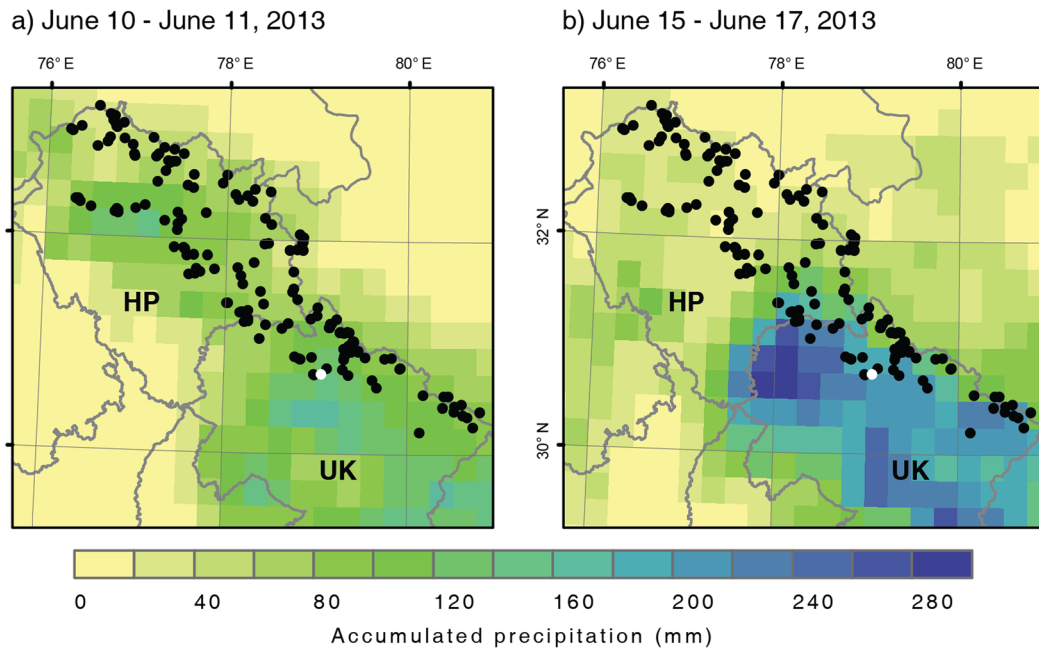 a) June 10 - June 11, 2013
b) June 15 - June 17, 2013
76° E 78° E 80° E
76° E 78° E 80° E
32° N
HP
HP
30° N
UK
UK
0 40 80 120 160 200 240 280
Accumulated precipitation (mm)